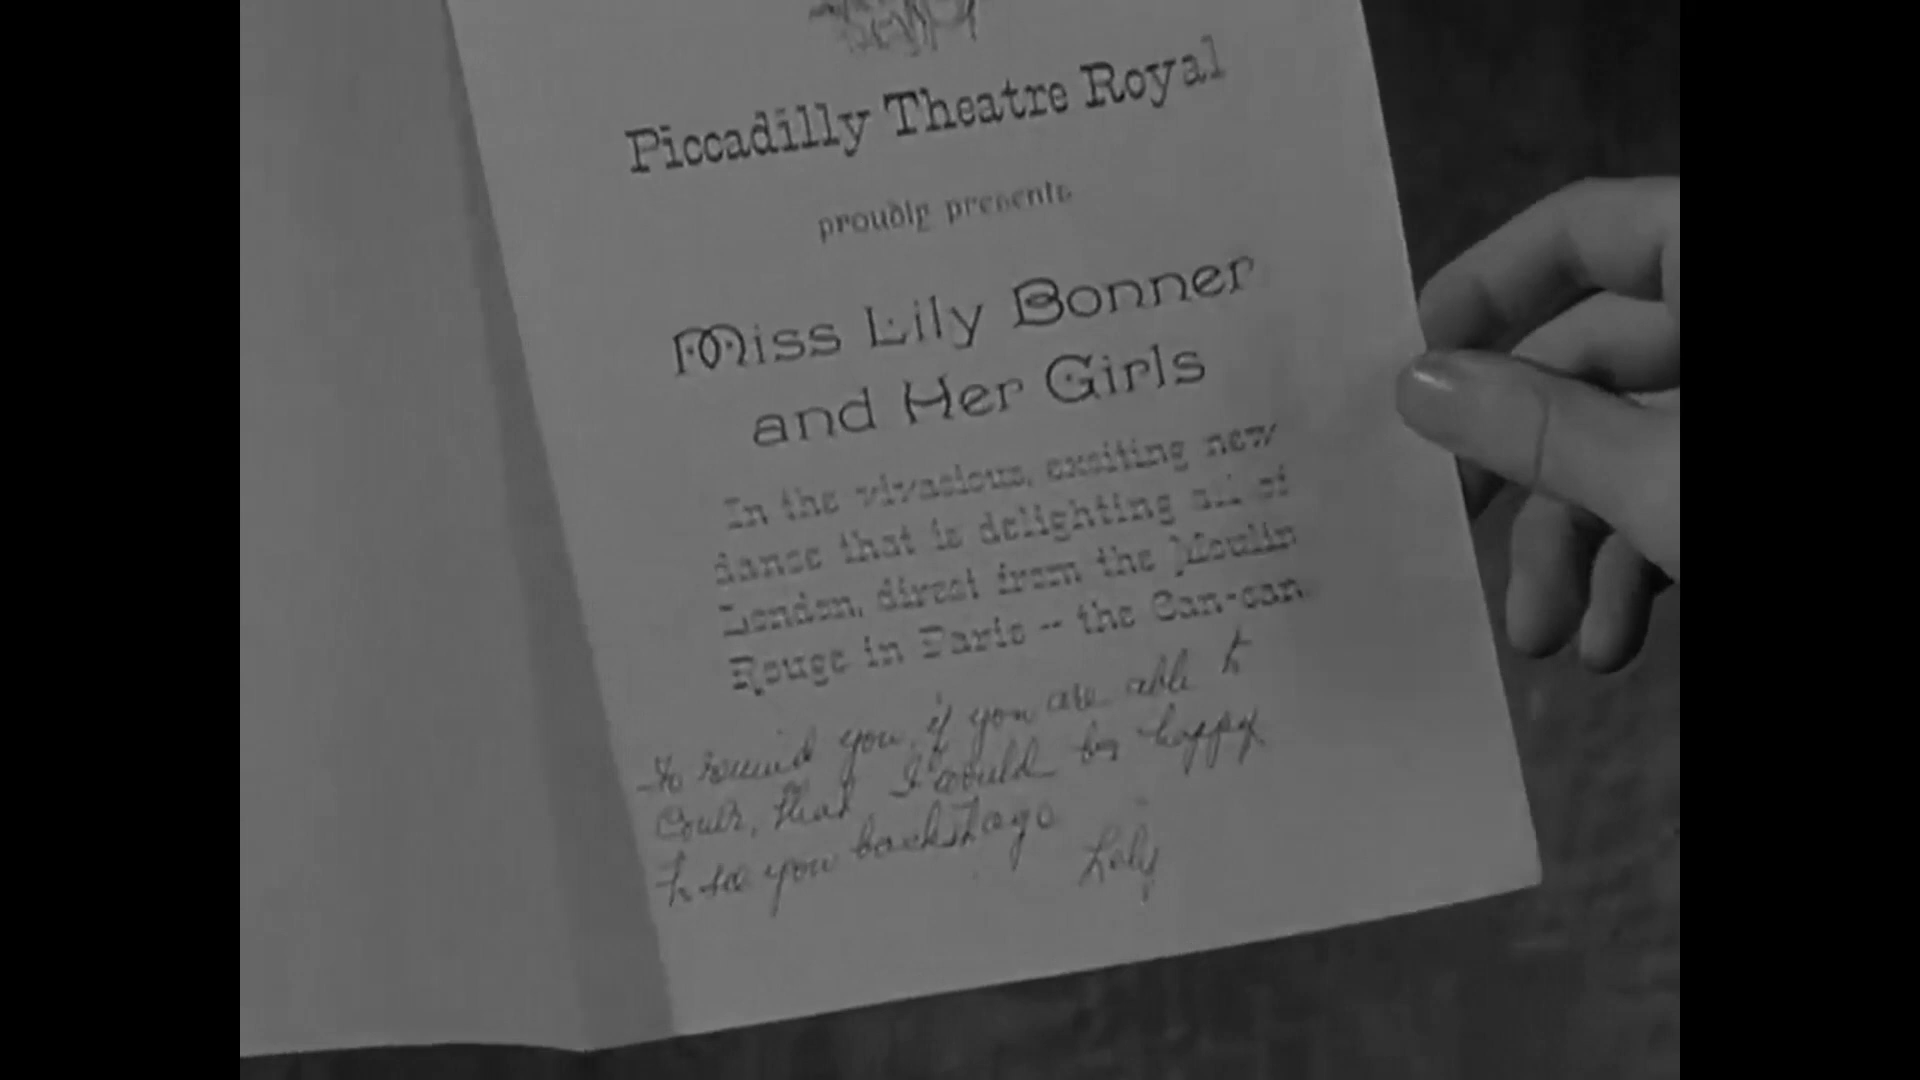 Piccadilly Theatre Royal
proudly presents
Miss Lily Bonner
and Her Girls
In the vivacious, exciting new
dance that is delighting all of
London, direct from the Moulin
Rouge in Paris -- the Can-can.
To remind you, if you are able to
come, that I would be happy
to see you backstage
Lily